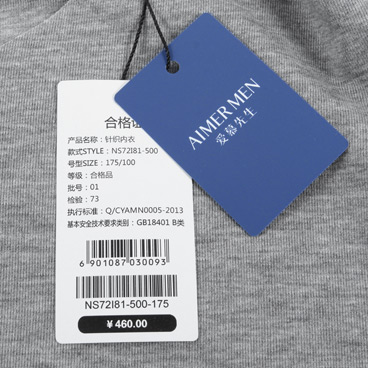 合格证
产品名称：针织内衣
款式STYLE：NS72I81-500
号型SIZE：175/100
等级：合格品
批号：01
检验：73
执行标准：Q/CYAMN0005-2013
基本安全技术要求类别：GB18401 B类
6 901087 030093
NS72I81-500-175
¥460.00
AIMER MEN
爱慕先生